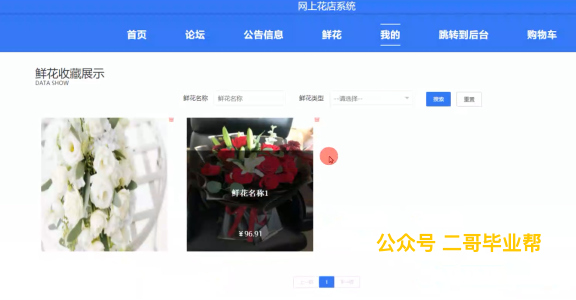 网上花店系统
首页 论坛 公告信息 鲜花 我的 跳转到后台 购物车
鲜花收藏展示
DATA SHOW
鲜花名称 鲜花名称 鲜花类型 --请选择-- 搜索 重置
鲜花名称1
￥96.91
公众号 二哥毕业帮
上一页 1 下一页